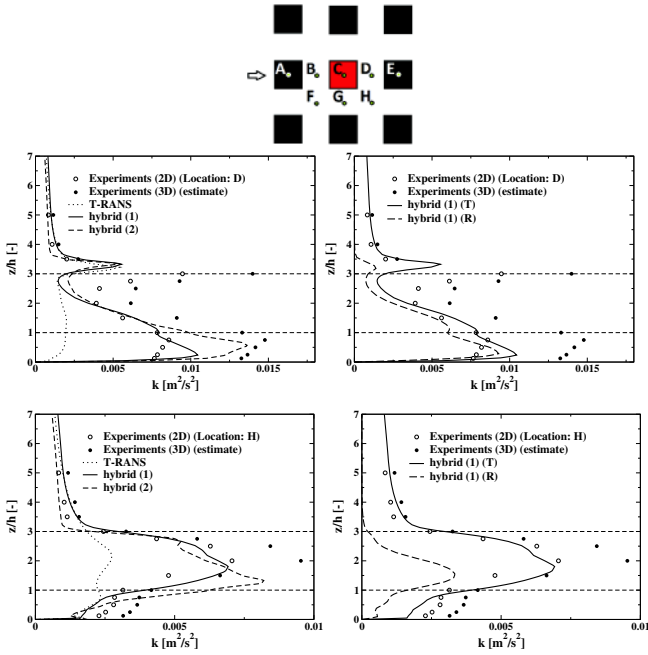 A B C D E
F G H
7
6
5
4
3
2
1
0
z/h [-]
Experiments (2D) (Location: D)
Experiments (3D) (estimate)
T-RANS
hybrid (1)
hybrid (2)
0 0.005 0.01 0.015
k [m²/s²]
7
6
5
4
3
2
1
0
z/h [-]
Experiments (2D) (Location: D)
Experiments (3D) (estimate)
hybrid (1) (T)
hybrid (1) (R)
0 0.005 0.01 0.015
k [m²/s²]
7
6
5
4
3
2
1
0
z/h [-]
Experiments (2D) (Location: H)
Experiments (3D) (estimate)
T-RANS
hybrid (1)
hybrid (2)
0 0.005 0.01
k [m²/s²]
7
6
5
4
3
2
1
0
z/h [-]
Experiments (2D) (Location: H)
Experiments (3D) (estimate)
hybrid (1) (T)
hybrid (1) (R)
0 0.005 0.01
k [m²/s²]